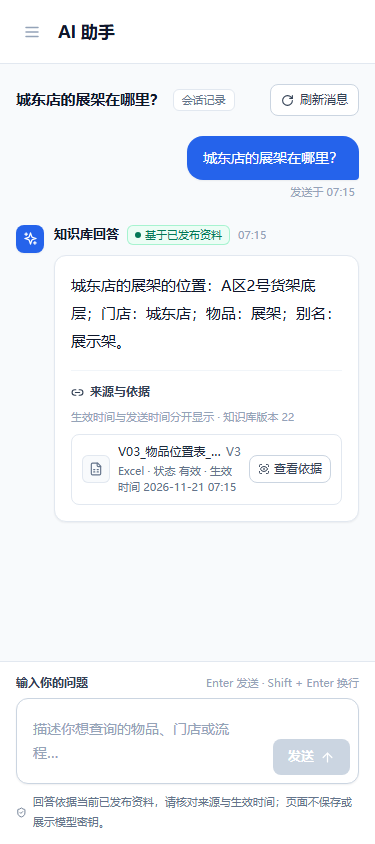 AI 助手
城东店的展架在哪里？
会话记录
刷新消息
城东店的展架在哪里？
发送于 07:15
知识库回答
基于已发布资料
07:15
城东店的展架的位置：A区2号货架底
层；门店：城东店；物品：展架；别名：
展示架。
来源与依据
生效时间与发送时间分开显示 · 知识库版本 22
V03_物品位置表_... V3
Excel · 状态 有效 · 生效
时间 2026-11-21 07:15
查看依据
输入你的问题
Enter 发送 · Shift + Enter 换行
描述你想查询的物品、门店或流
程...
发送
回答依据当前已发布资料，请核对来源与生效时间；页面不保存或
展示模型密钥。